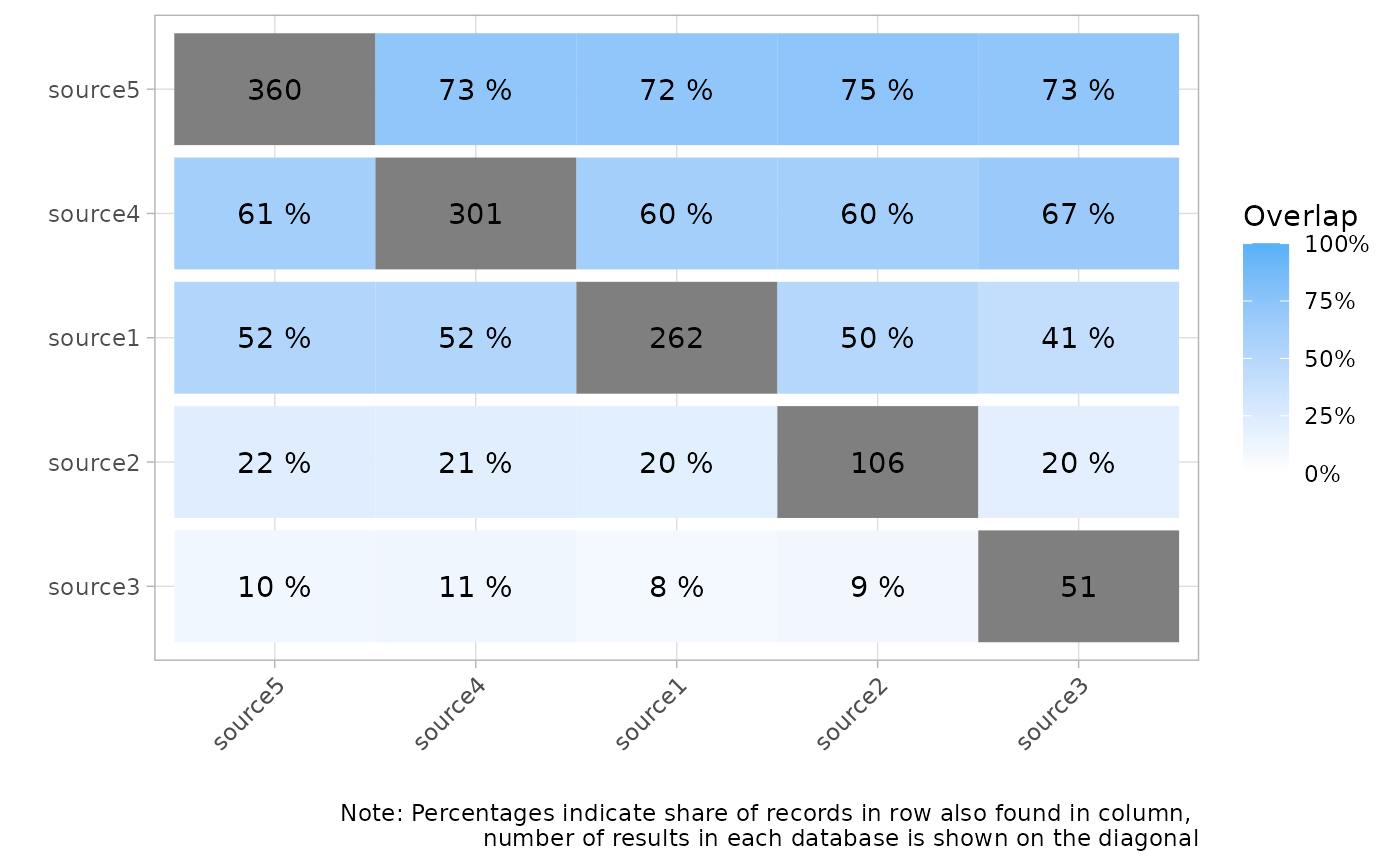 source5 360 73 % 72 % 75 % 73 %
source4 61 % 301 60 % 60 % 67 %
source1 52 % 52 % 262 50 % 41 %
source2 22 % 21 % 20 % 106 20 %
source3 10 % 11 % 8 % 9 % 51
source5 source4 source1 source2 source3
Overlap
100%
75%
50%
25%
0%
Note: Percentages indicate share of records in row also found in column,
number of results in each database is shown on the diagonal